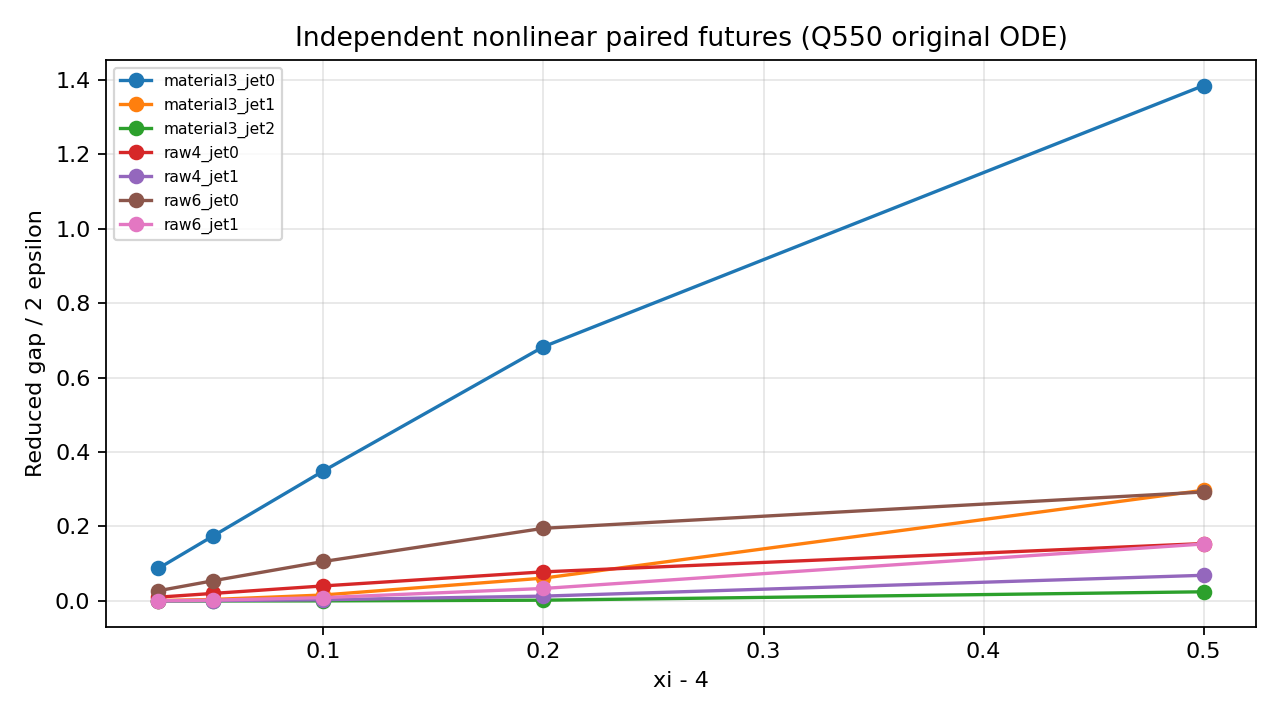 Independent nonlinear paired futures (Q550 original ODE)
1.4
1.2
1.0
0.8
0.6
0.4
0.2
0.0
Reduced gap / 2 epsilon
material3_jet0
material3_jet1
material3_jet2
raw4_jet0
raw4_jet1
raw6_jet0
raw6_jet1
0.1 0.2 0.3 0.4 0.5
xi - 4